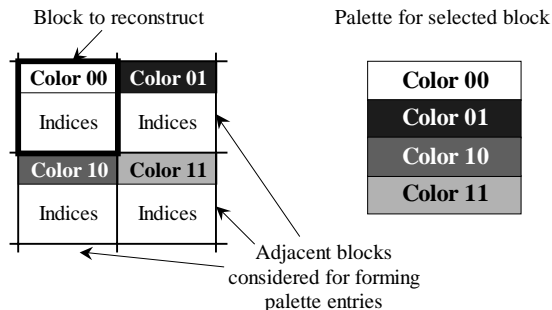 Block to reconstruct
Palette for selected block
Color 00 Color 01
Indices Indices
Color 10 Color 11
Indices Indices
Color 00
Color 01
Color 10
Color 11
Adjacent blocks
considered for forming
palette entries